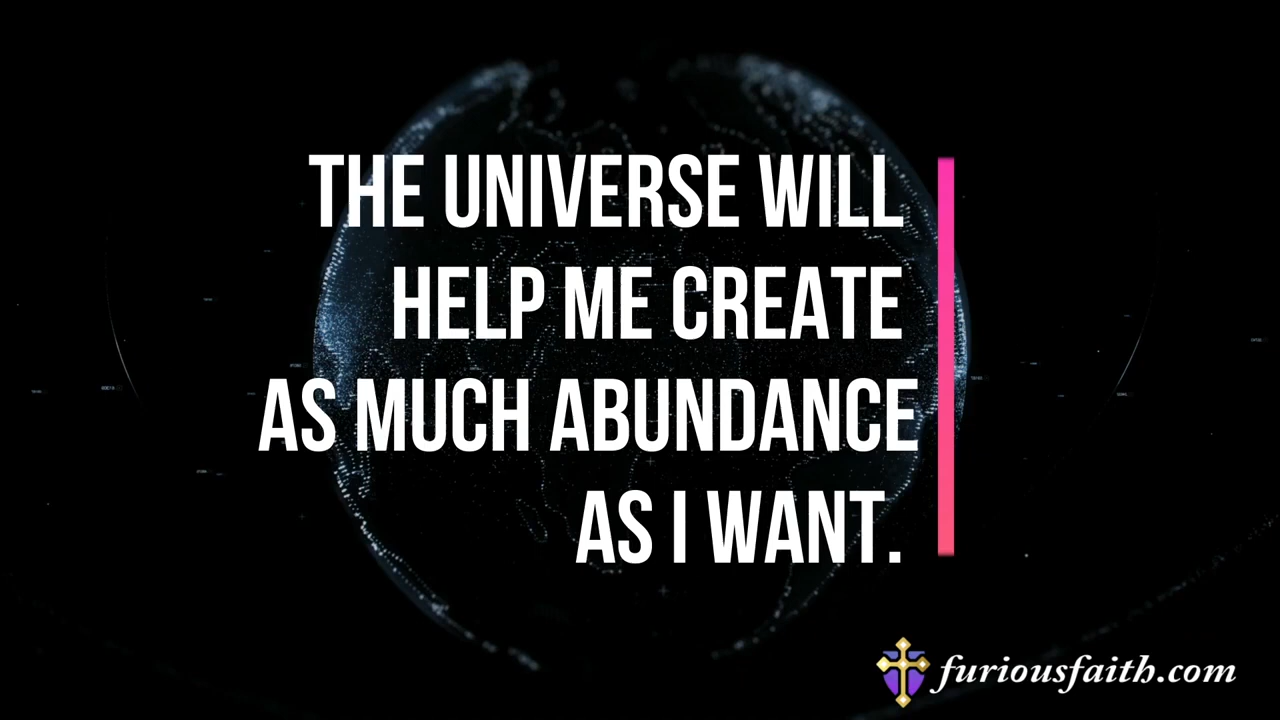 THE UNIVERSE WILL
HELP ME CREATE
AS MUCH ABUNDANCE
AS I WANT.
furiousfaith.com